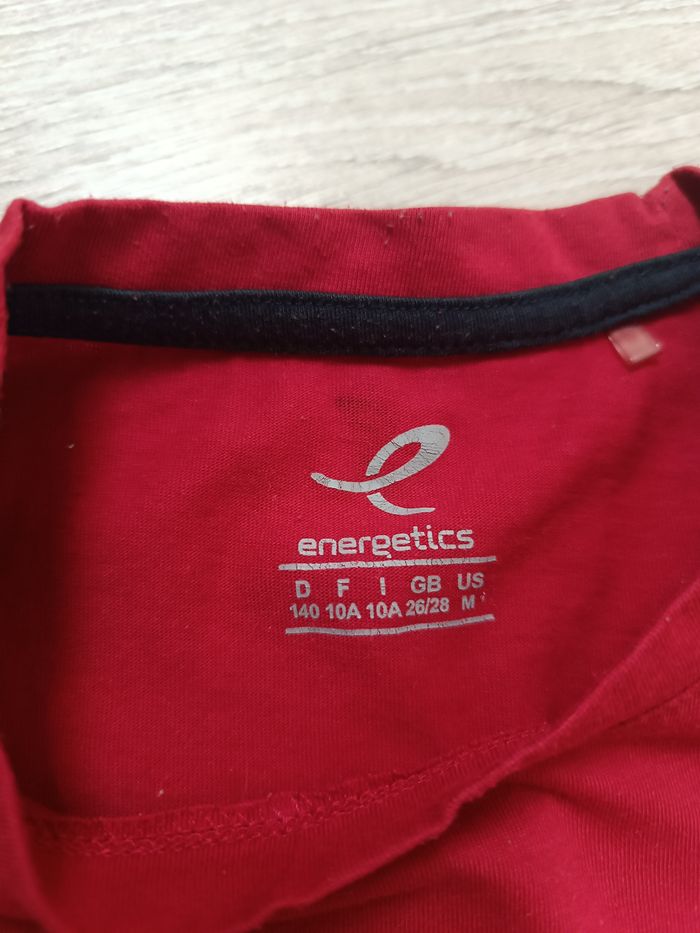 energetics
D F I GB US
140 10A 10A 26/28 M